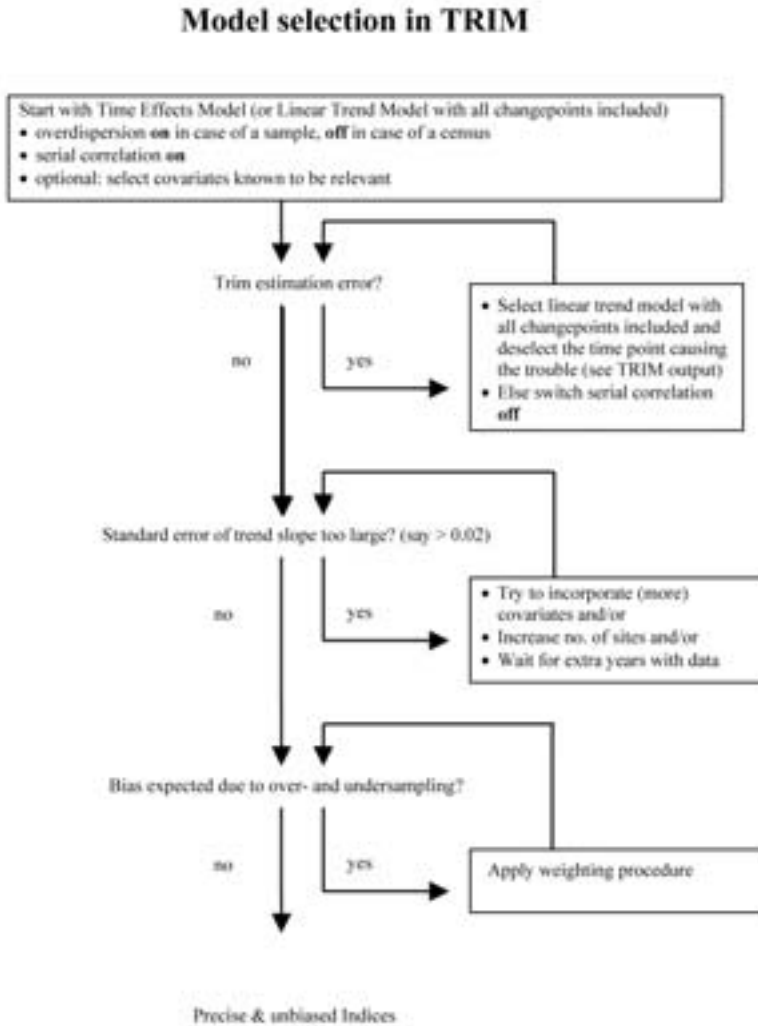 Model selection in TRIM
Start with Time Effects Model (or Linear Trend Model with all changepoints included)
• overdispersion on in case of a sample, off in case of a census
• serial correlation on
• optional: select covariates known to be relevant
Trim estimation error?
no
yes
• Select linear trend model with
all changepoints included and
deselect the time point causing
the trouble (see TRIM output)
• Else switch serial correlation
off
Standard error of trend slope too large? (say > 0.02)
no
yes
• Try to incorporate (more)
covariates and/or
• Increase no. of sites and/or
• Wait for extra years with data
Bias expected due to over- and undersampling?
no
yes
Apply weighting procedure
Precise & unbiased Indices